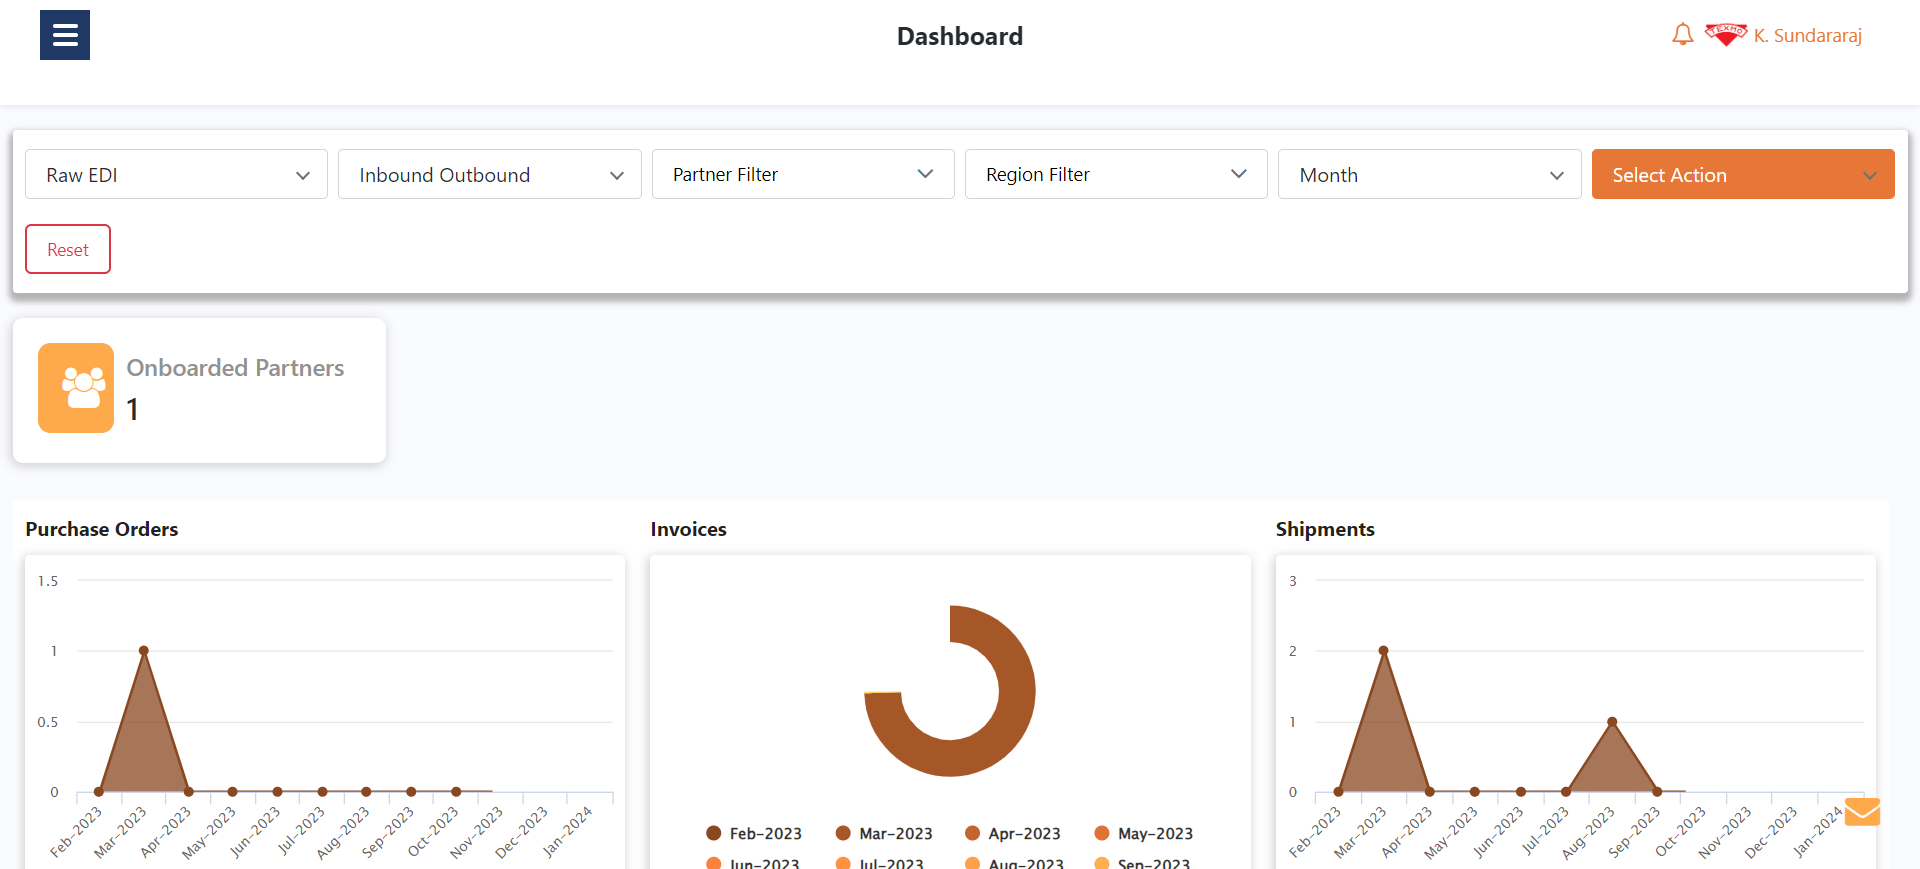 Dashboard
TEXMO
K. Sundararaj
Raw EDI
Inbound Outbound
Partner Filter
Region Filter
Month
Select Action
Reset
Onboarded Partners
1
Purchase Orders
1.5
1
0.5
0
Feb-2023
Mar-2023
Apr-2023
May-2023
Jun-2023
Jul-2023
Aug-2023
Sep-2023
Oct-2023
Nov-2023
Dec-2023
Jan-2024
Invoices
Feb-2023
Mar-2023
Apr-2023
May-2023
Jun-2023
Jul-2023
Aug-2023
Sep-2023
Shipments
3
2
1
0
Feb-2023
Mar-2023
Apr-2023
May-2023
Jun-2023
Jul-2023
Aug-2023
Sep-2023
Oct-2023
Nov-2023
Dec-2023
Jan-2024